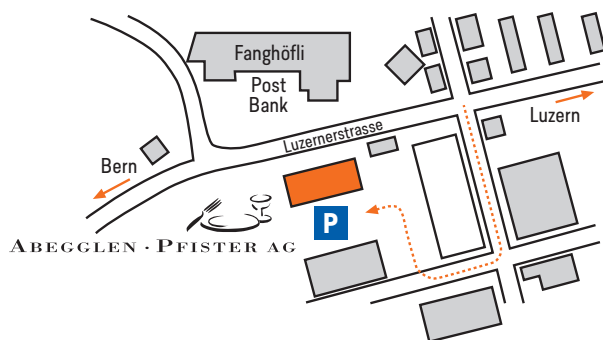 Fanghöfli
Post
Bank
Luzernerstrasse
Luzern
Bern
P
ABEGGLEN · PFISTER AG